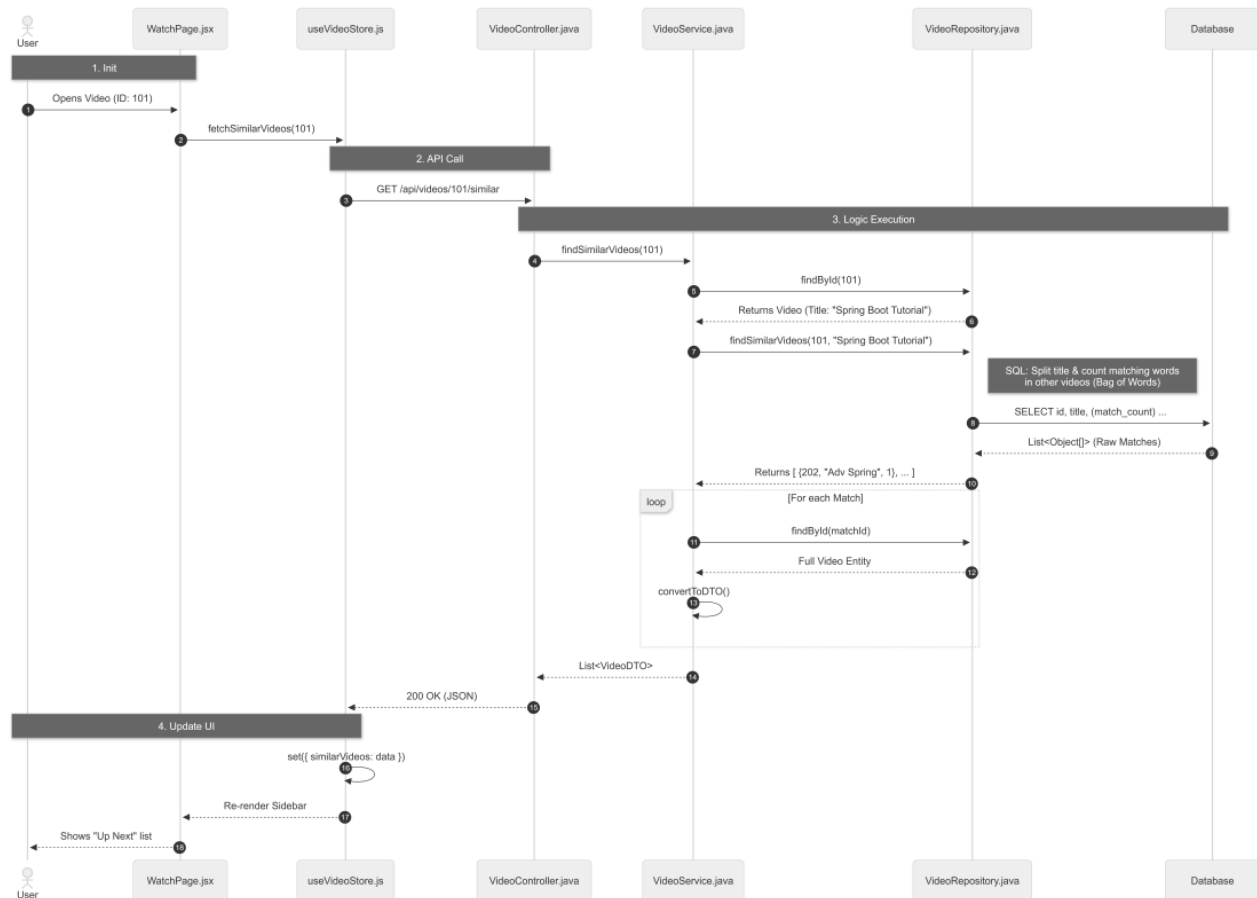 User
WatchPage.jsx
useVideoStore.js
VideoController.java
VideoService.java
VideoRepository.java
Database
1. Init
1
Opens Video (ID: 101)
2
fetchSimilarVideos(101)
2. API Call
3
GET /api/videos/101/similar
3. Logic Execution
4
findSimilarVideos(101)
5
findById(101)
Returns Video (Title: "Spring Boot Tutorial")
6
7
findSimilarVideos(101, "Spring Boot Tutorial")
SQL: Split title & count matching words
in other videos (Bag of Words)
8
SELECT id, title, (match_count) ...
List<Object[]> (Raw Matches)
9
Returns [ {202, "Adv Spring", 1}, ... ]
10
loop
[For each Match]
11
findById(matchId)
Full Video Entity
12
convertToDTO()
13
List<VideoDTO>
14
200 OK (JSON)
15
4. Update UI
set({ similarVideos: data })
16
Re-render Sidebar
17
Shows "Up Next" list
18
User
WatchPage.jsx
useVideoStore.js
VideoController.java
VideoService.java
VideoRepository.java
Database